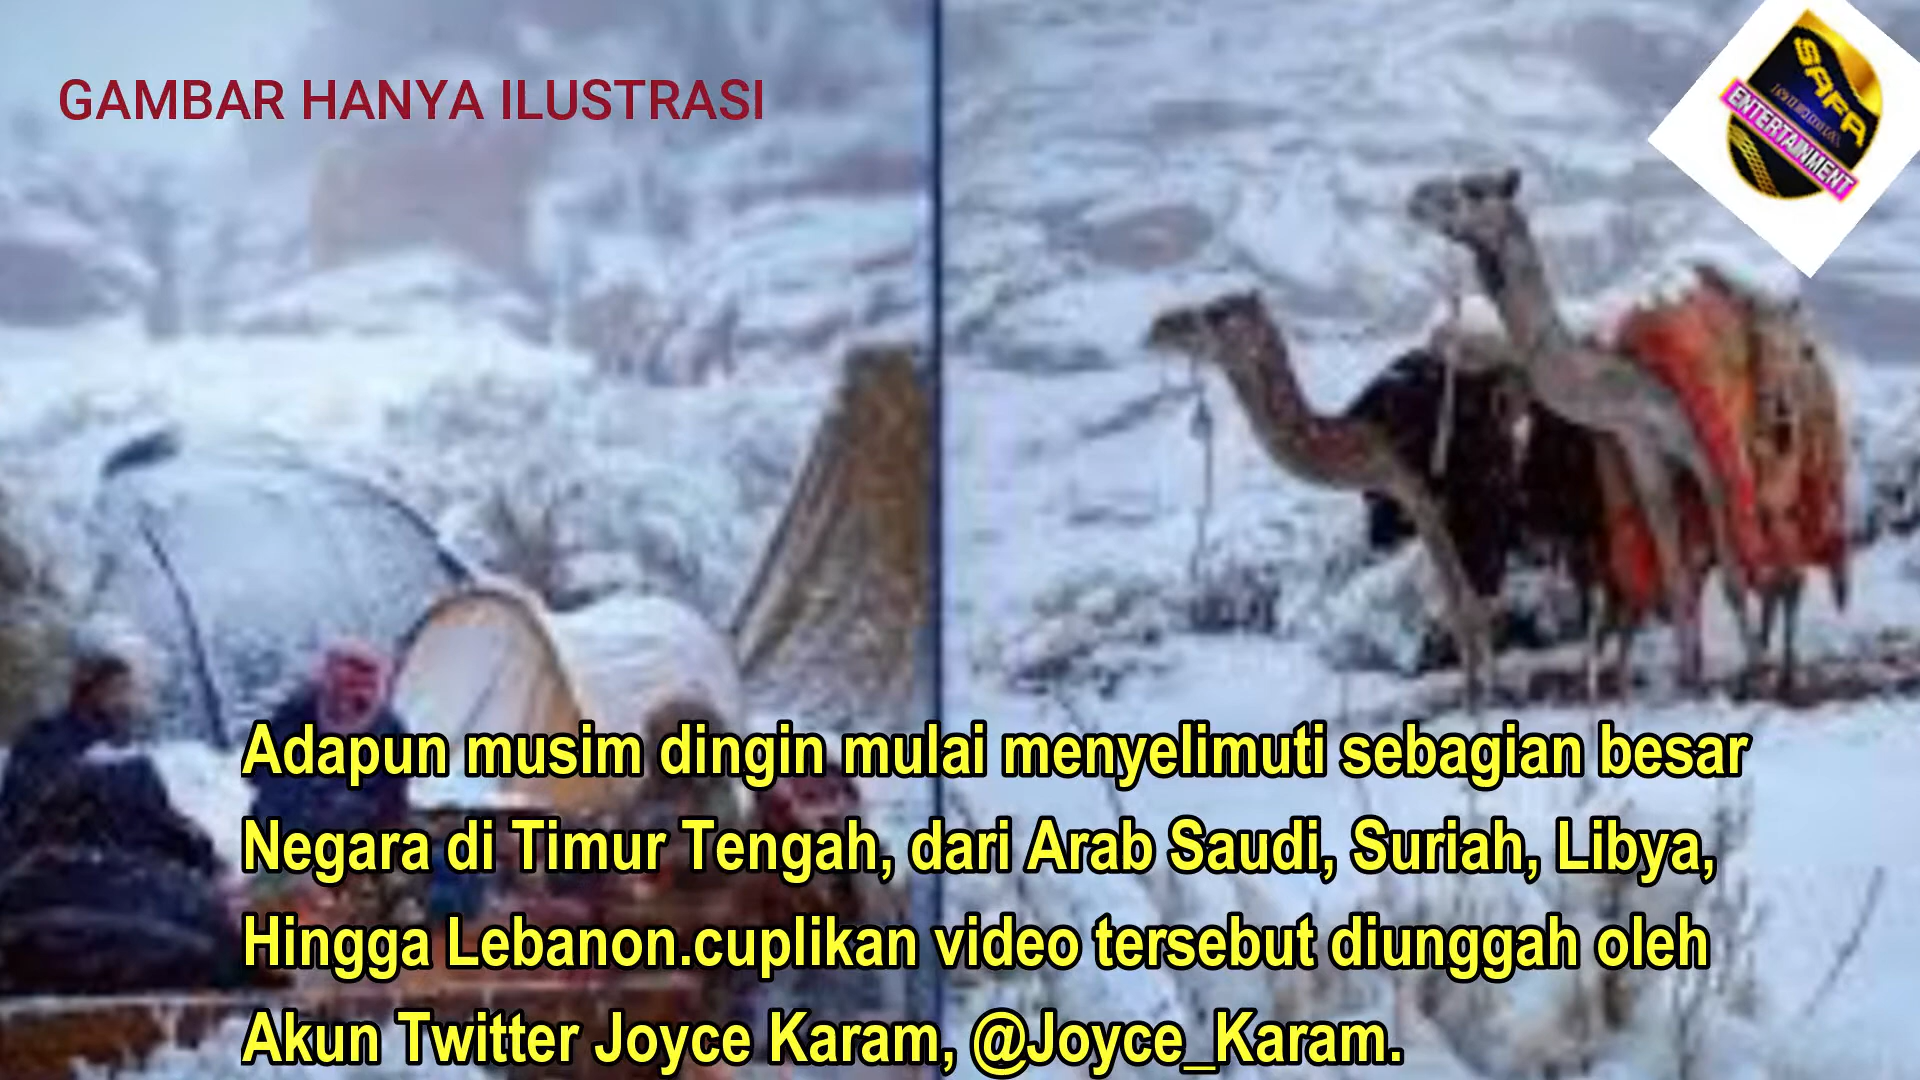 GAMBAR HANYA ILUSTRASI
SAFA
ENTERTAINMENT
Adapun musim dingin mulai menyelimuti sebagian besar
Negara di Timur Tengah, dari Arab Saudi, Suriah, Libya,
Hingga Lebanon.cuplikan video tersebut diunggah oleh
Akun Twitter Joyce Karam, @Joyce_Karam.